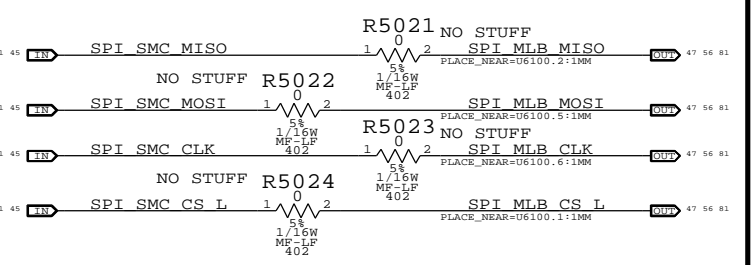 R5021 NO STUFF
0
1 45 IN SPI_SMC_MISO 1 2 SPI_MLB_MISO OUT 47 56 81
5% PLACE_NEAR=U6100.2:1MM
1/16W
MF-LF
402
NO STUFF R5022
0
1 45 IN SPI_SMC_MOSI 1 2 SPI_MLB_MOSI OUT 47 56 81
5% PLACE_NEAR=U6100.5:1MM
1/16W
MF-LF
402
R5023 NO STUFF
0
1 45 IN SPI_SMC_CLK 1 2 SPI_MLB_CLK OUT 47 56 81
5% PLACE_NEAR=U6100.6:1MM
1/16W
MF-LF
402
NO STUFF R5024
0
1 45 IN SPI_SMC_CS_L 1 2 SPI_MLB_CS_L OUT 47 56 81
5% PLACE_NEAR=U6100.1:1MM
1/16W
MF-LF
402